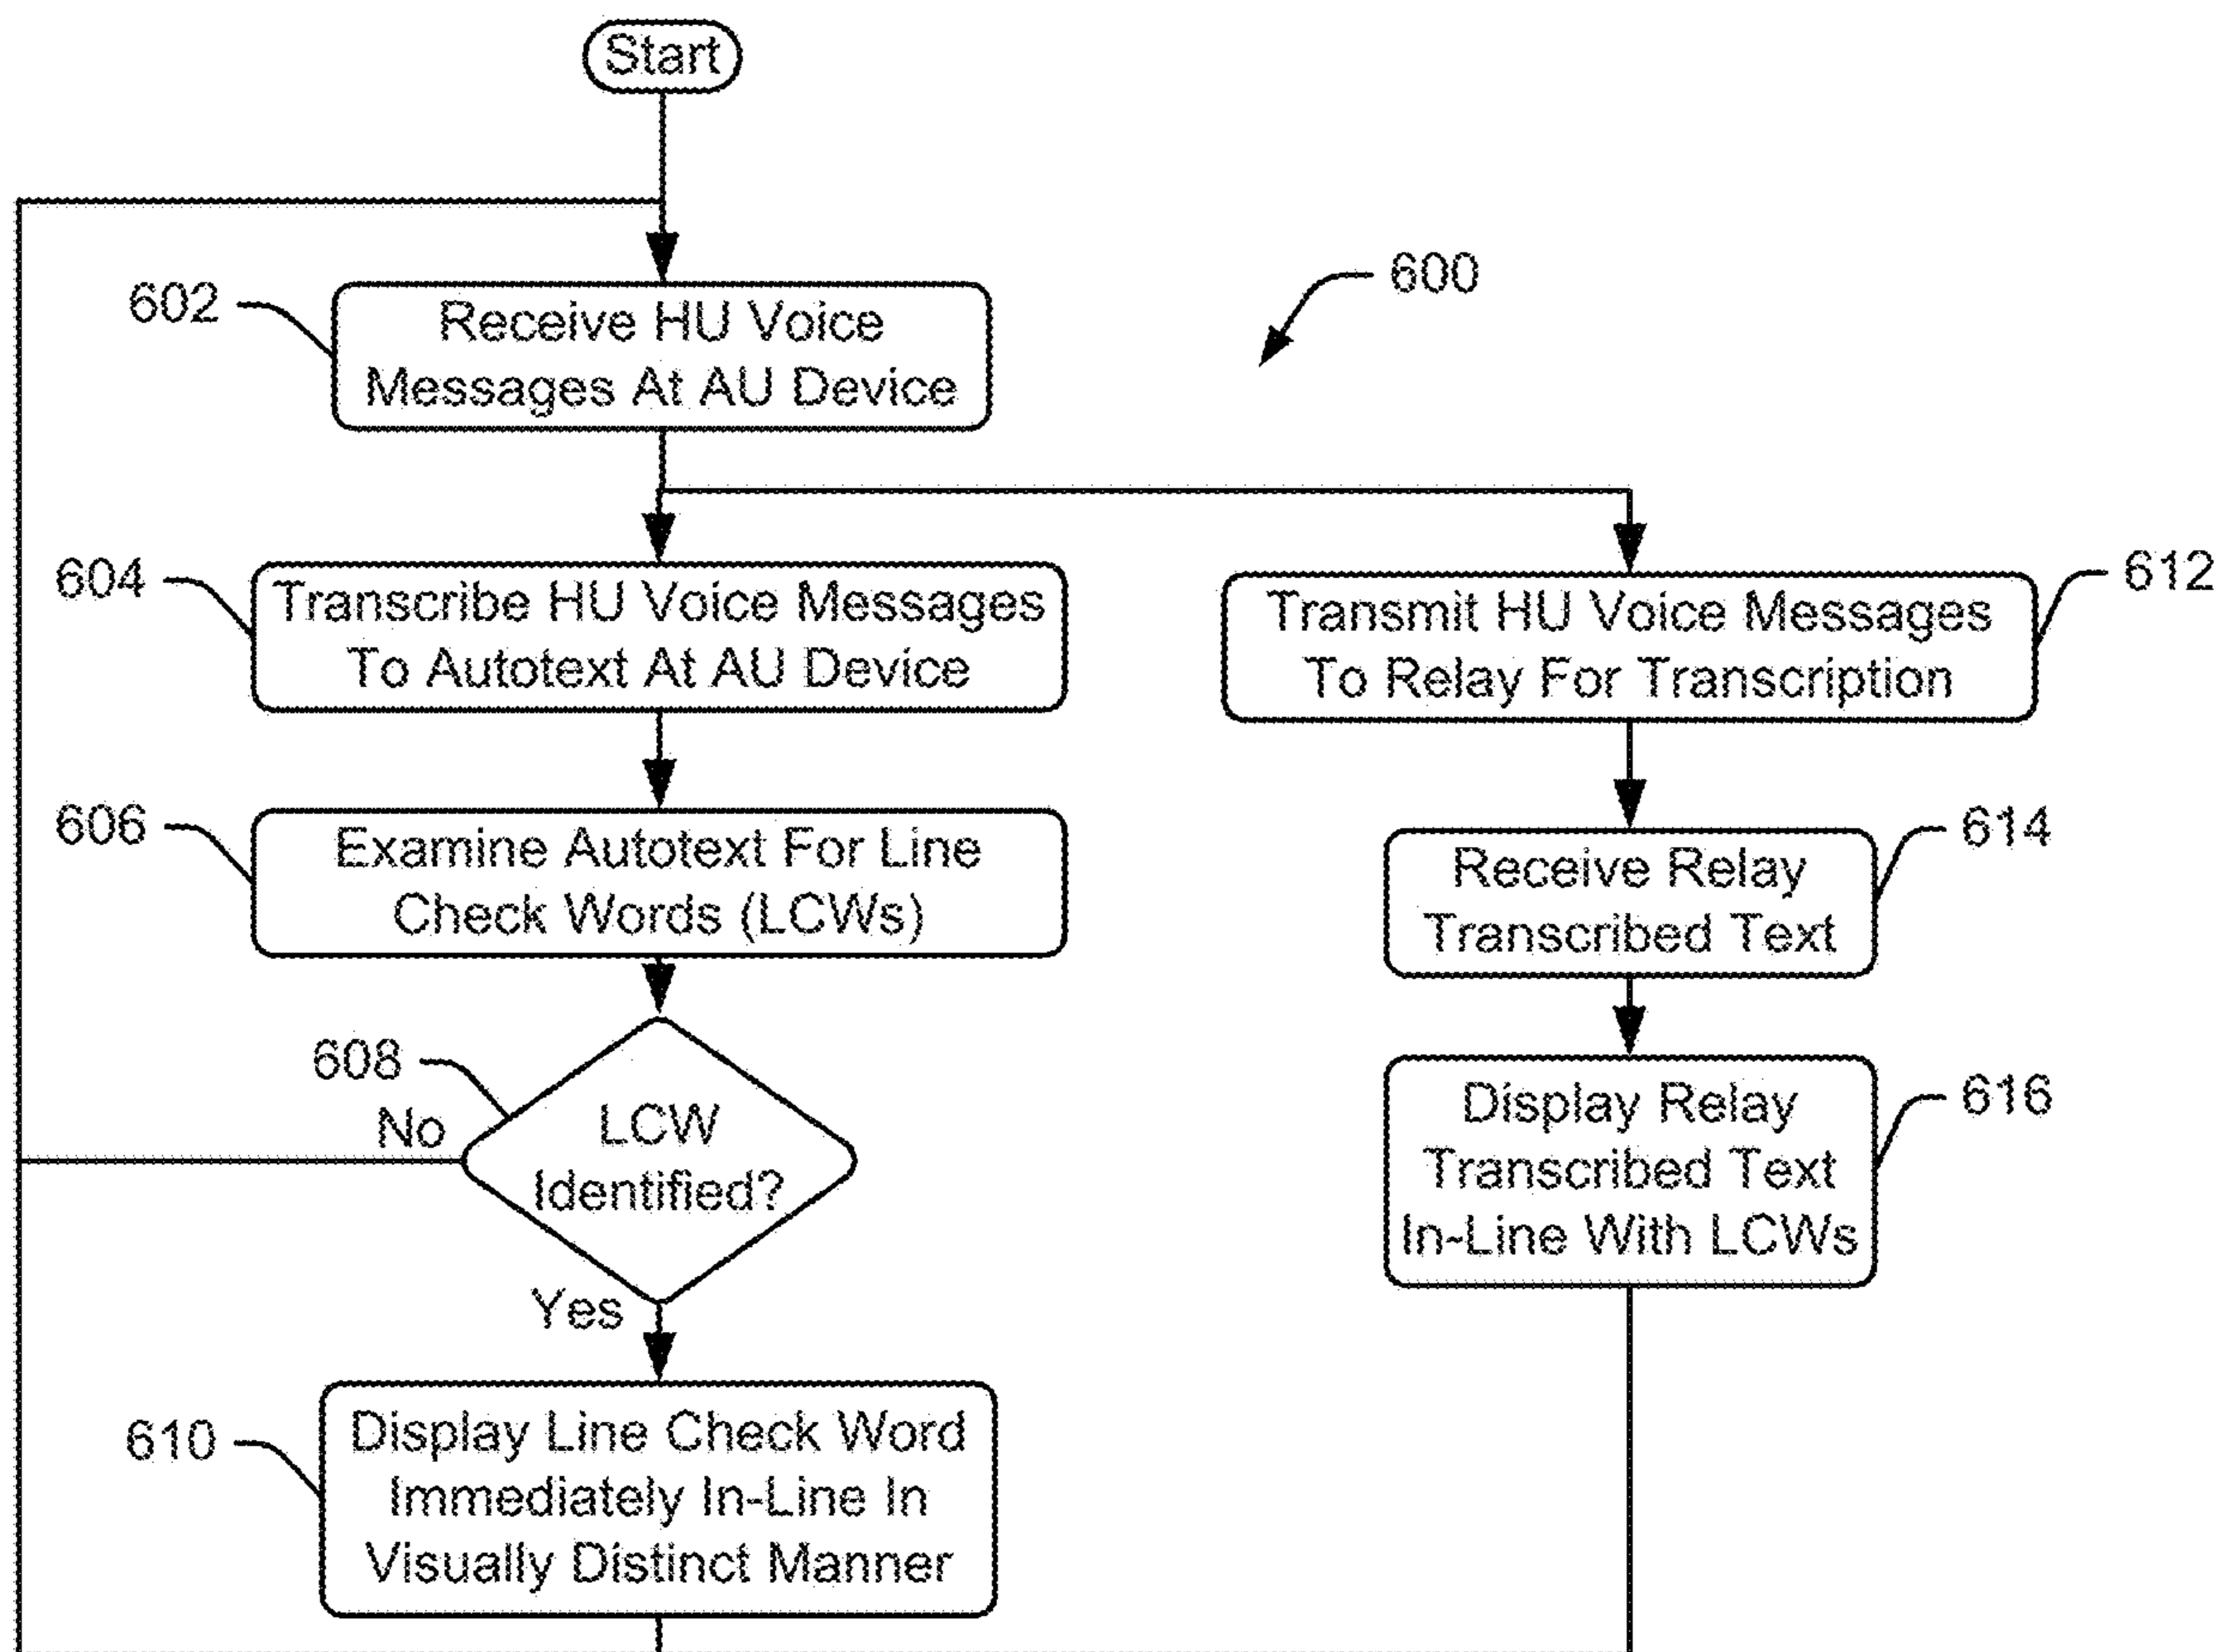 Start
600
602
Receive HU Voice
Messages At AU Device
604
Transcribe HU Voice Messages
To Autotext At AU Device
606
Examine Autotext For Line
Check Words (LCWs)
608
No
LCW
Identified?
Yes
610
Display Line Check Word
Immediately In-Line In
Visually Distinct Manner
612
Transmit HU Voice Messages
To Relay For Transcription
614
Receive Relay
Transcribed Text
616
Display Relay
Transcribed Text
In-Line With LCWs